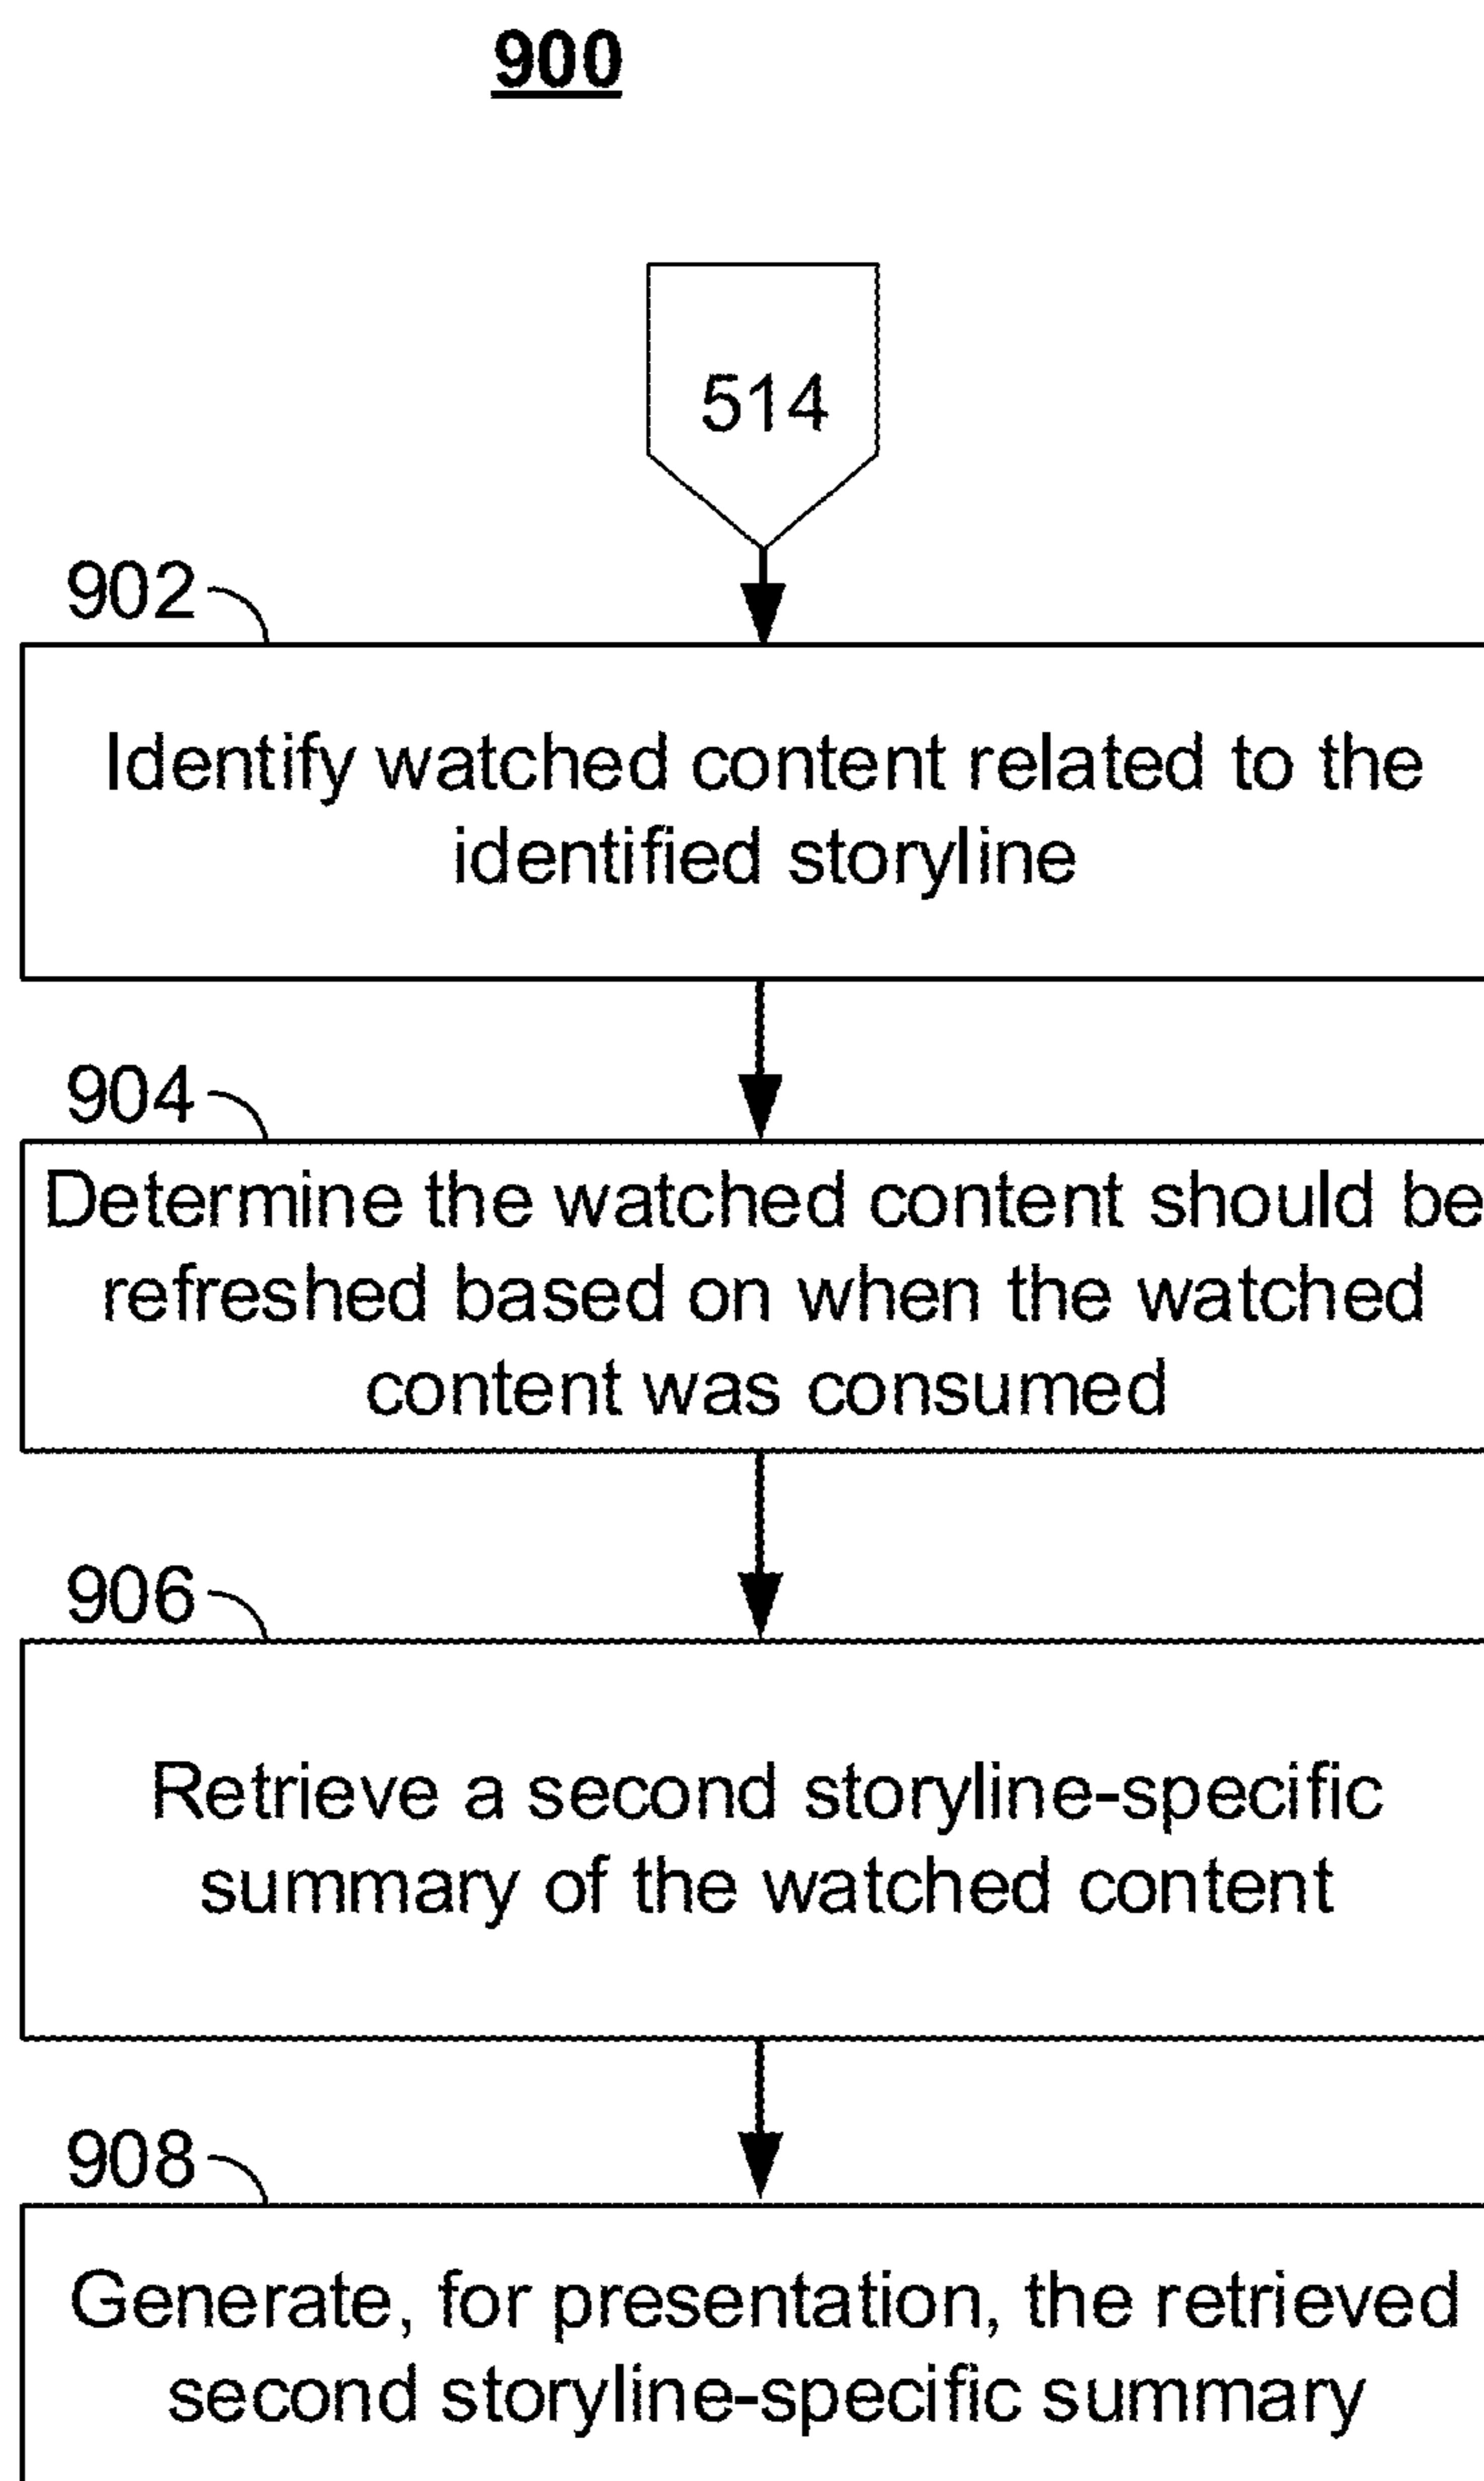 900
514
902
Identify watched content related to the
identified storyline
904
Determine the watched content should be
refreshed based on when the watched
content was consumed
906
Retrieve a second storyline-specific
summary of the watched content
908
Generate, for presentation, the retrieved
second storyline-specific summary